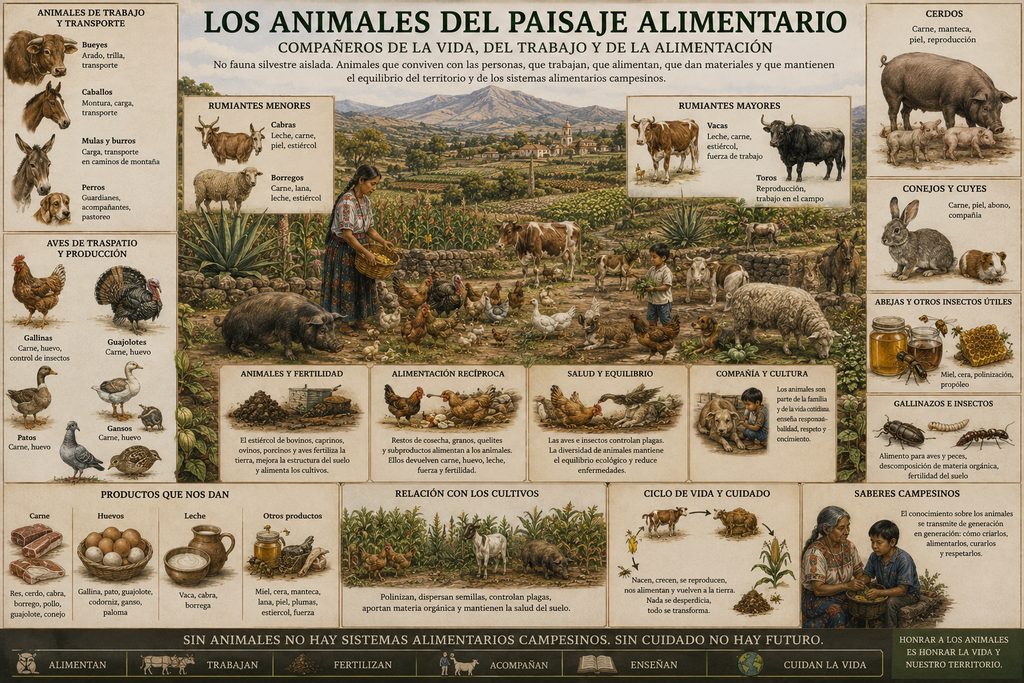 LOS ANIMALES DEL PAISAJE ALIMENTARIO
COMPAÑEROS DE LA VIDA, DEL TRABAJO Y DE LA ALIMENTACIÓN
No fauna silvestre aislada. Animales que conviven con las personas, que trabajan, que alimentan, que dan materiales y que mantienen
el equilibrio del territorio y de los sistemas alimentarios campesinos.
ANIMALES DE TRABAJO
Y TRANSPORTE
Bueyes
Arado, trilla,
transporte
Caballos
Montura, carga,
transporte
Mulas y burros
Carga, transporte
en caminos de montaña
Perros
Guardianes,
acompañantes,
pastoreo
RUMIANTES MENORES
Cabras
Leche, carne,
piel, estiércol
Borregos
Carne, lana,
leche, estiércol
RUMIANTES MAYORES
Vacas
Leche, carne,
estiércol,
fuerza de trabajo
Toros
Reproducción,
trabajo en el campo
CERDOS
Carne, manteca,
piel, reproducción
CONEJOS Y CUYES
Carne, piel, abono,
compañía
ABEJAS Y OTROS INSECTOS ÚTILES
Miel, cera, polinización,
propóleo
GALLINAZOS E INSECTOS
Alimento para aves y peces,
descomposición de materia orgánica,
fertilidad del suelo
AVES DE TRASPATIO
Y PRODUCCIÓN
Gallinas
Carne, huevo,
control de insectos
Guajolotes
Carne, huevo
Patos
Carne, huevo
Gansos
Carne, huevo
ANIMALES Y FERTILIDAD
El estiércol de bovinos, caprinos,
ovinos, porcinos y aves fertiliza la
tierra, mejora la estructura del suelo
y alimenta los cultivos.
ALIMENTACIÓN RECÍPROCA
Restos de cosecha, granos, quelites
y subproductos alimentan a los animales.
Ellos devuelven carne, huevo, leche,
fuerza y fertilidad.
SALUD Y EQUILIBRIO
Las aves e insectos controlan plagas.
La diversidad de animales mantiene
el equilibrio ecológico y reduce
enfermedades.
COMPAÑÍA Y CULTURA
Los animales son
parte de la familia
y de la vida cotidiana
enseña respon-
balidad, respeto y
cocimiento.
PRODUCTOS QUE NOS DAN
Carne
Res, cerdo, cabra,
borrego, pollo,
guajolote, conejo
Huevos
Gallina, pato, guajolote,
codorniz, ganso,
paloma
Leche
Vaca, cabra,
borrega
Otros productos
Miel, cera, manteca,
lana, piel, plumas,
estiercol, fuerza
RELACIÓN CON LOS CULTIVOS
Polinizan, dispersan semillas, controlan plagas,
aportan materia orgánica y mantienen la salud del suelo.
CICLO DE VIDA Y CUIDADO
Nacen, crecen, se reproducen,
nos alimentan y vuelven a la tierra.
Nada se desperdicia,
todo se transforma.
SABERES CAMPESINOS
El conocimiento sobre los animales
se transmite de generación
en generación: cómo criarlos,
alimentarlos, curarlos
y respetarlos.
SIN ANIMALES NO HAY SISTEMAS ALIMENTARIOS CAMPESINOS. SIN CUIDADO NO HAY FUTURO.
ALIMENTAN
TRABAJAN
FERTILIZAN
ACOMPAÑAN
ENSEÑAN
CUIDAN LA VIDA
HONRAR A LOS ANIMALES
ES HONRAR LA VIDA Y
NUESTRO TERRITORIO.